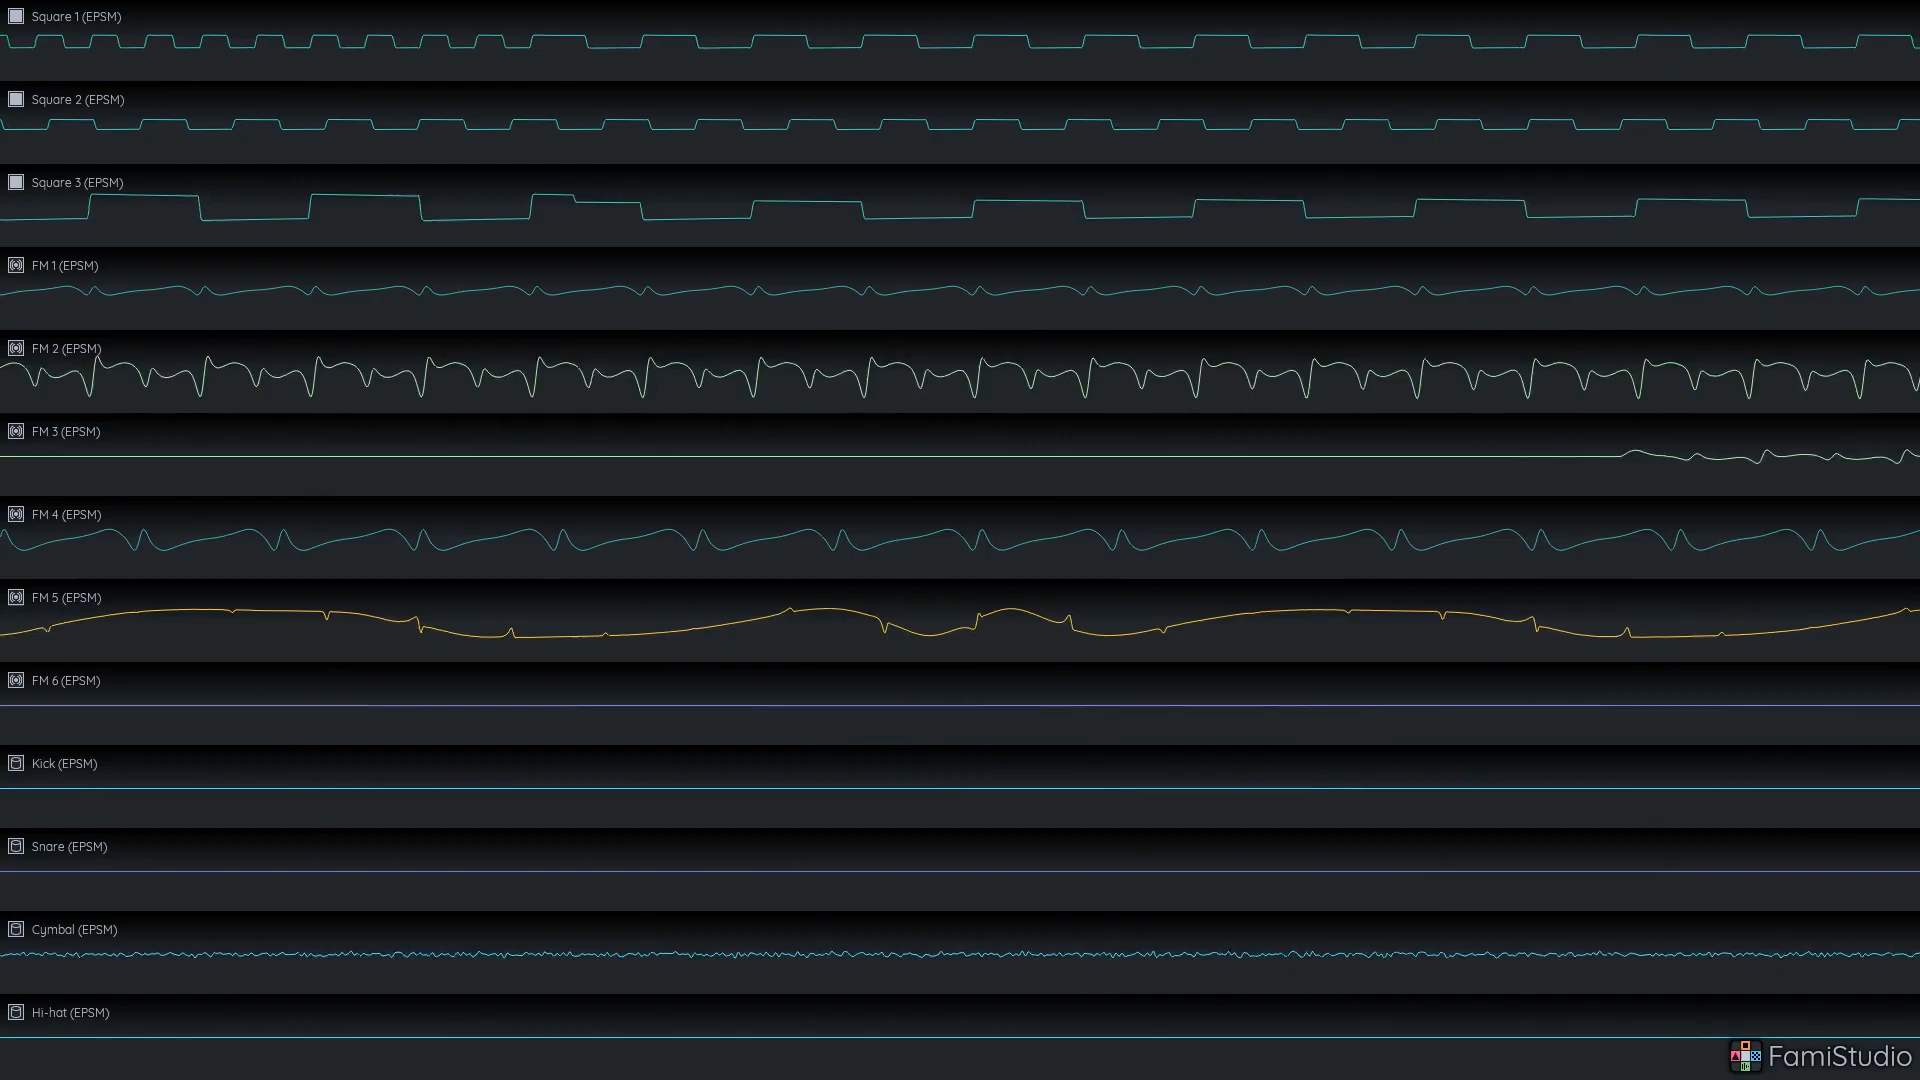 Square 1 (EPSM)
Square 2 (EPSM)
Square 3 (EPSM)
FM 1 (EPSM)
FM 2 (EPSM)
FM 3 (EPSM)
FM 4 (EPSM)
FM 5 (EPSM)
FM 6 (EPSM)
Kick (EPSM)
Snare (EPSM)
Cymbal (EPSM)
Hi-hat (EPSM)
FamiStudio